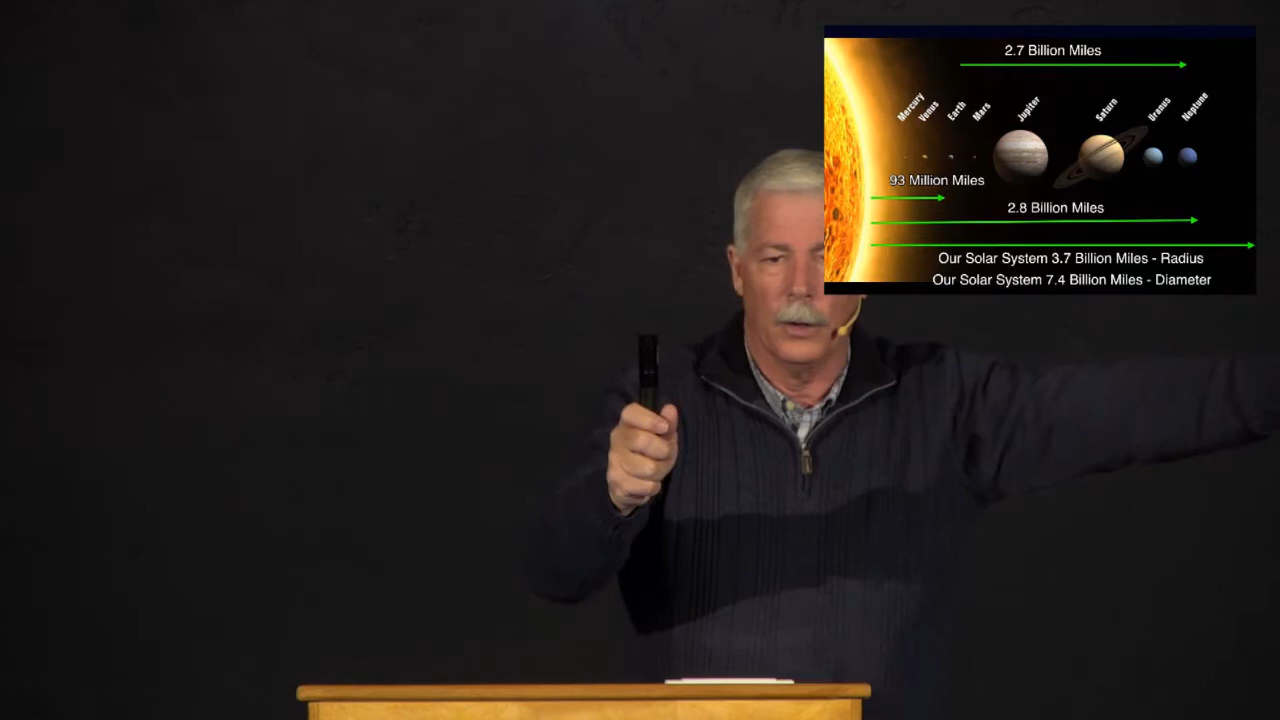 2.7 Billion Miles
Mercury
Venus
Earth
Mars
Jupiter
Saturn
Uranus
Neptune
93 Million Miles
2.8 Billion Miles
Our Solar System 3.7 Billion Miles - Radius
Our Solar System 7.4 Billion Miles - Diameter